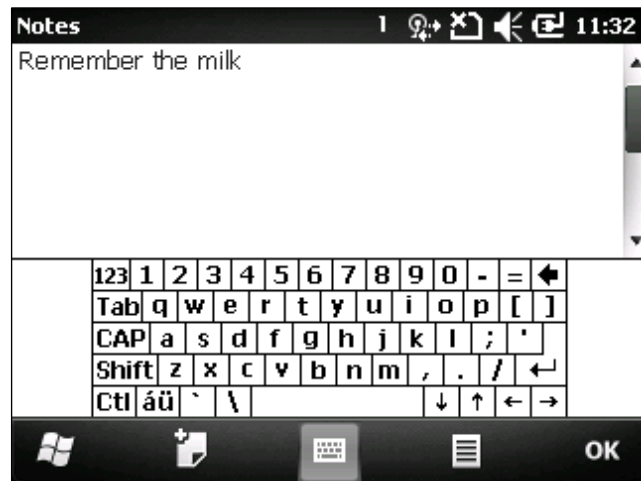 Notes 1 11:32
Remember the milk
123 1 2 3 4 5 6 7 8 9 0 - =
Tab q w e r t y u i o p [ ]
CAP a s d f g h j k l ; '
Shift z x c v b n m , . /
Ctl áü ` \ ↓ ↑ ← →
OK